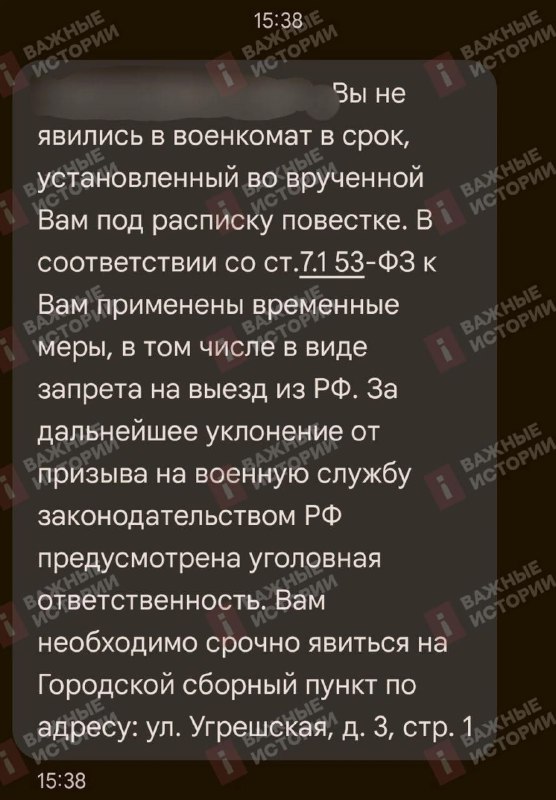 15:38
Вы не
явились в военкомат в срок,
установленный во врученной
Вам под расписку повестке. В
соответствии со ст.7.1 53-ФЗ к
Вам применены временные
меры, в том числе в виде
запрета на выезд из РФ. За
дальнейшее уклонение от
призыва на военную службу
законодательством РФ
предусмотрена уголовная
ответственность. Вам
необходимо срочно явиться на
Городской сборный пункт по
адресу: ул. Угрешская, д. 3, стр. 1
15:38
ВАЖНЫЕ
ИСТОРИИ